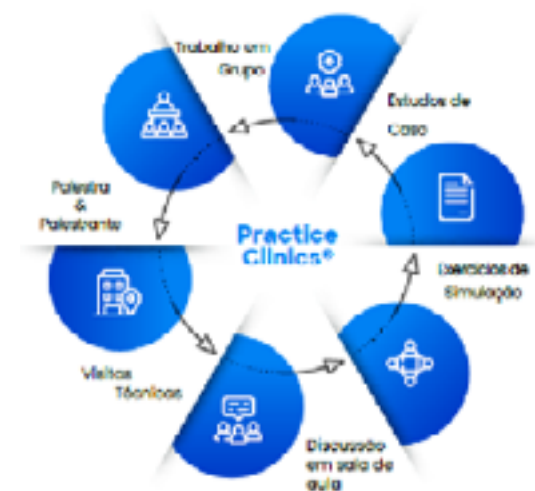 Trabalho em
Grupo
Estudos de
Caso
Palestra
&
Palestrante
Practice
Clinics®
Exercícios de
Simulação
Visitas
Técnicas
Discussão
em sala de
aula